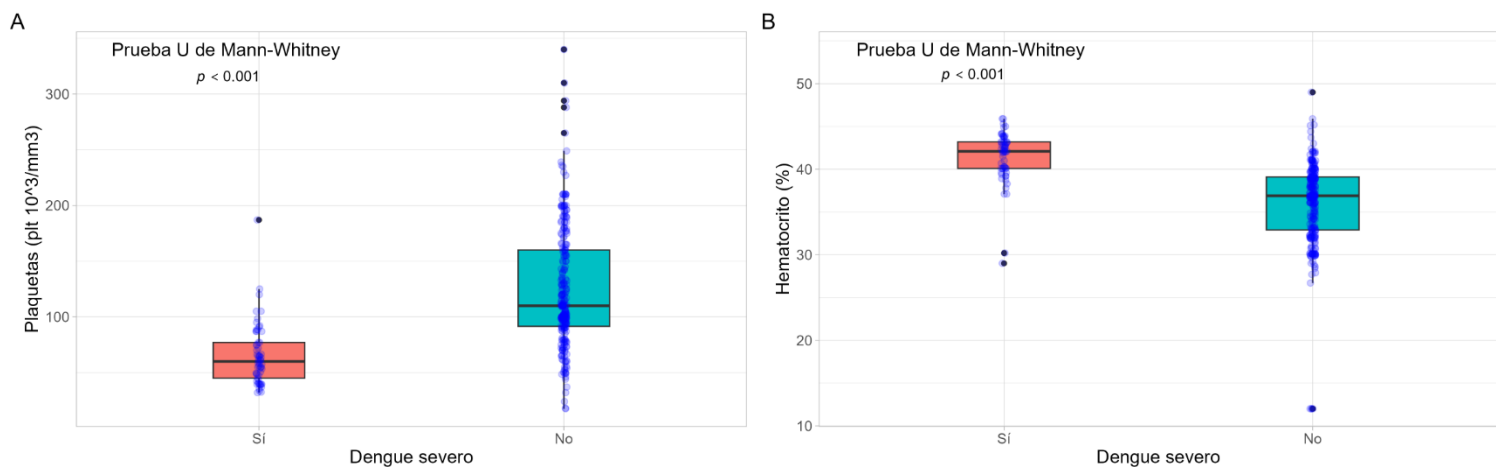 A
Prueba U de Mann-Whitney
p < 0.001
Plaquetas (plt 10^3/mm3)
300
200
100
Sí
No
Dengue severo
B
Prueba U de Mann-Whitney
p < 0.001
Hematocrito (%)
50
40
30
20
10
Sí
No
Dengue severo